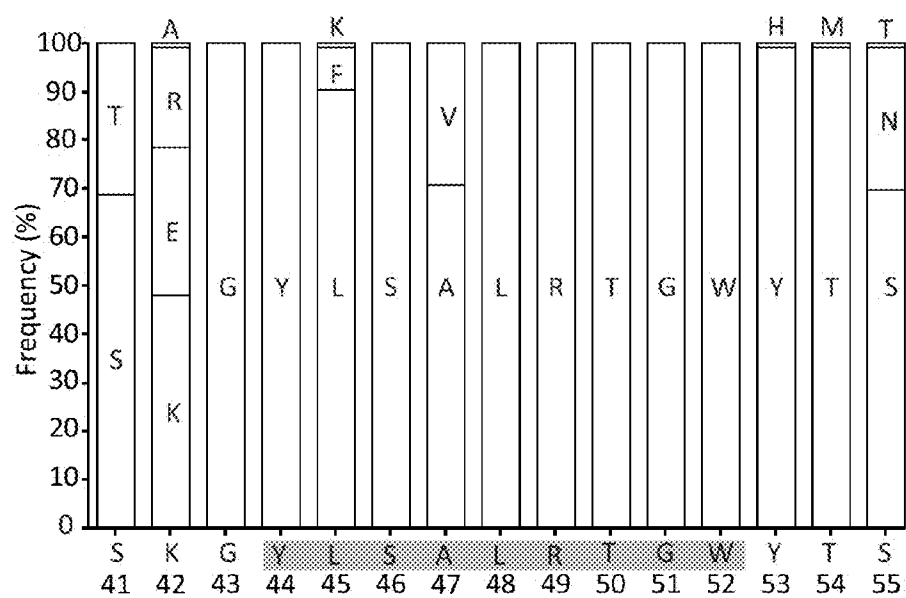 A K H M T
100
90
80
70
60
50
40
30
20
10
0
Frequency (%)
T R F V N
E
S K G Y L S A L R T G W Y T S
S K G Y L S A L R T G W Y T S
41 42 43 44 45 46 47 48 49 50 51 52 53 54 55